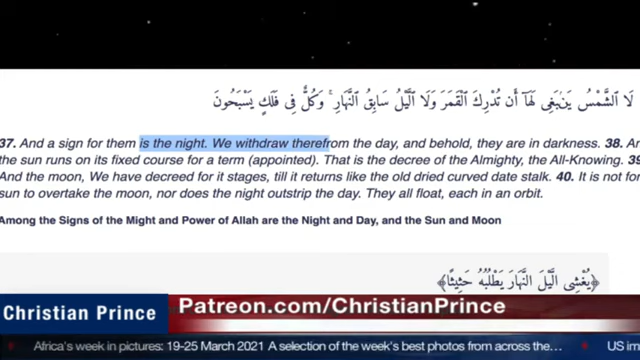 لَا الشَّمْسُ يَنۢبَغِى لَهَآ أَن تُدْرِكَ الْقَمَرَ وَلَا الَّيْلُ سَابِقُ النَّهَارِ ۚ وَكُلٌّ فِى فَلَكٍ يَسْبَحُونَ
37. And a sign for them is the night. We withdraw therefrom the day, and behold, they are in darkness. 38. An
the sun runs on its fixed course for a term (appointed). That is the decree of the Almighty, the All-Knowing. 39
And the moon, We have decreed for it stages, till it returns like the old dried curved date stalk. 40. It is not for
sun to overtake the moon, nor does the night outstrip the day. They all float, each in an orbit.
Among the Signs of the Might and Power of Allah are the Night and Day, and the Sun and Moon
﴿يُغْشِى الَّيْلَ النَّهَارَ يَطْلُبُهُ حَثِيثًا﴾
Christian Prince
Patreon.com/ChristianPrince
Africa's week in pictures: 19-25 March 2021 A selection of the week's best photos from across the...
US im